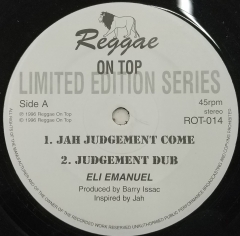 Reggae
ON TOP
LIMITED EDITION SERIES
Side A
45rpm
stereo
℗ 1996 Reggae On Top
© 1996 Reggae On Top
ROT-014
1. JAH JUDGEMENT COME
2. JUDGEMENT DUB
ELI EMANUEL
Produced by Barry Issac
Inspired by Jah